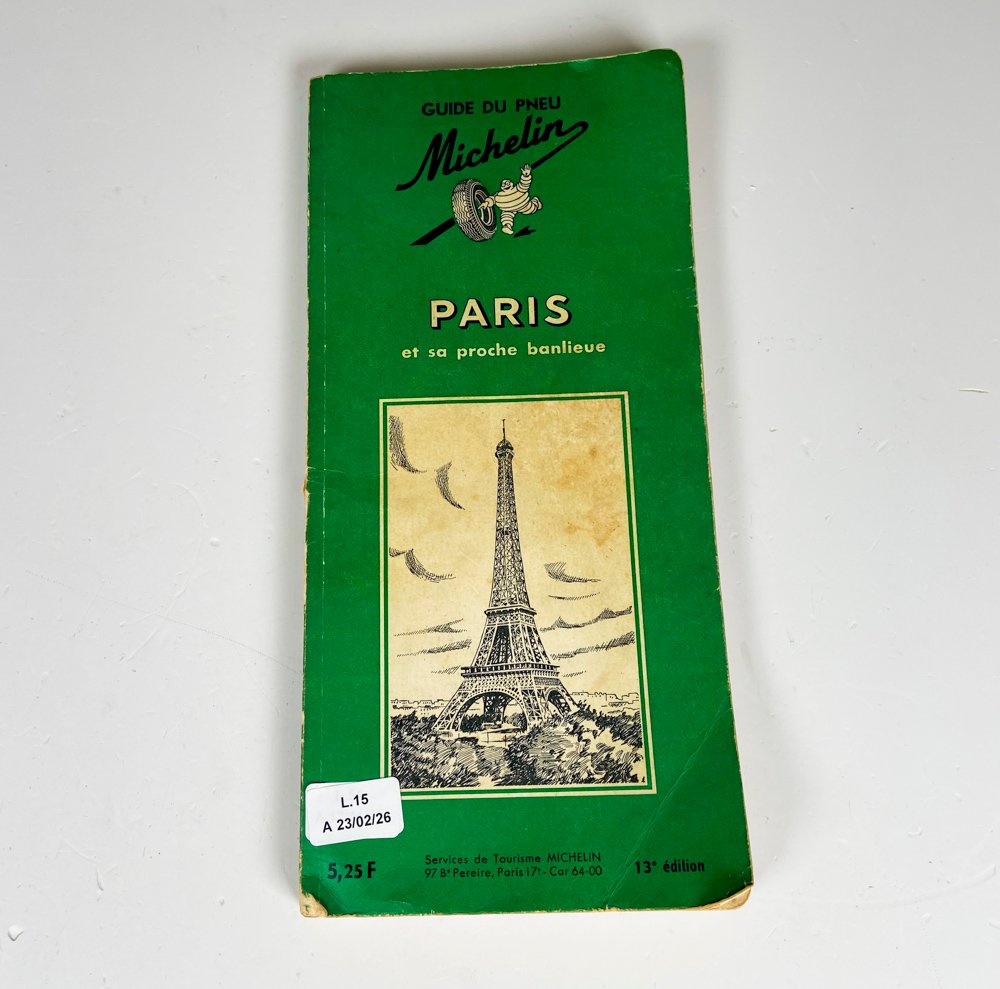 GUIDE DU PNEU
Michelin
PARIS
et sa proche banlieue
L.15
A 23/02/26
5,25 F
Services de Tourisme MICHELIN
97 Bᵈ Pereire, Paris 17ᵉ - Car 64-00
13ᵉ édition